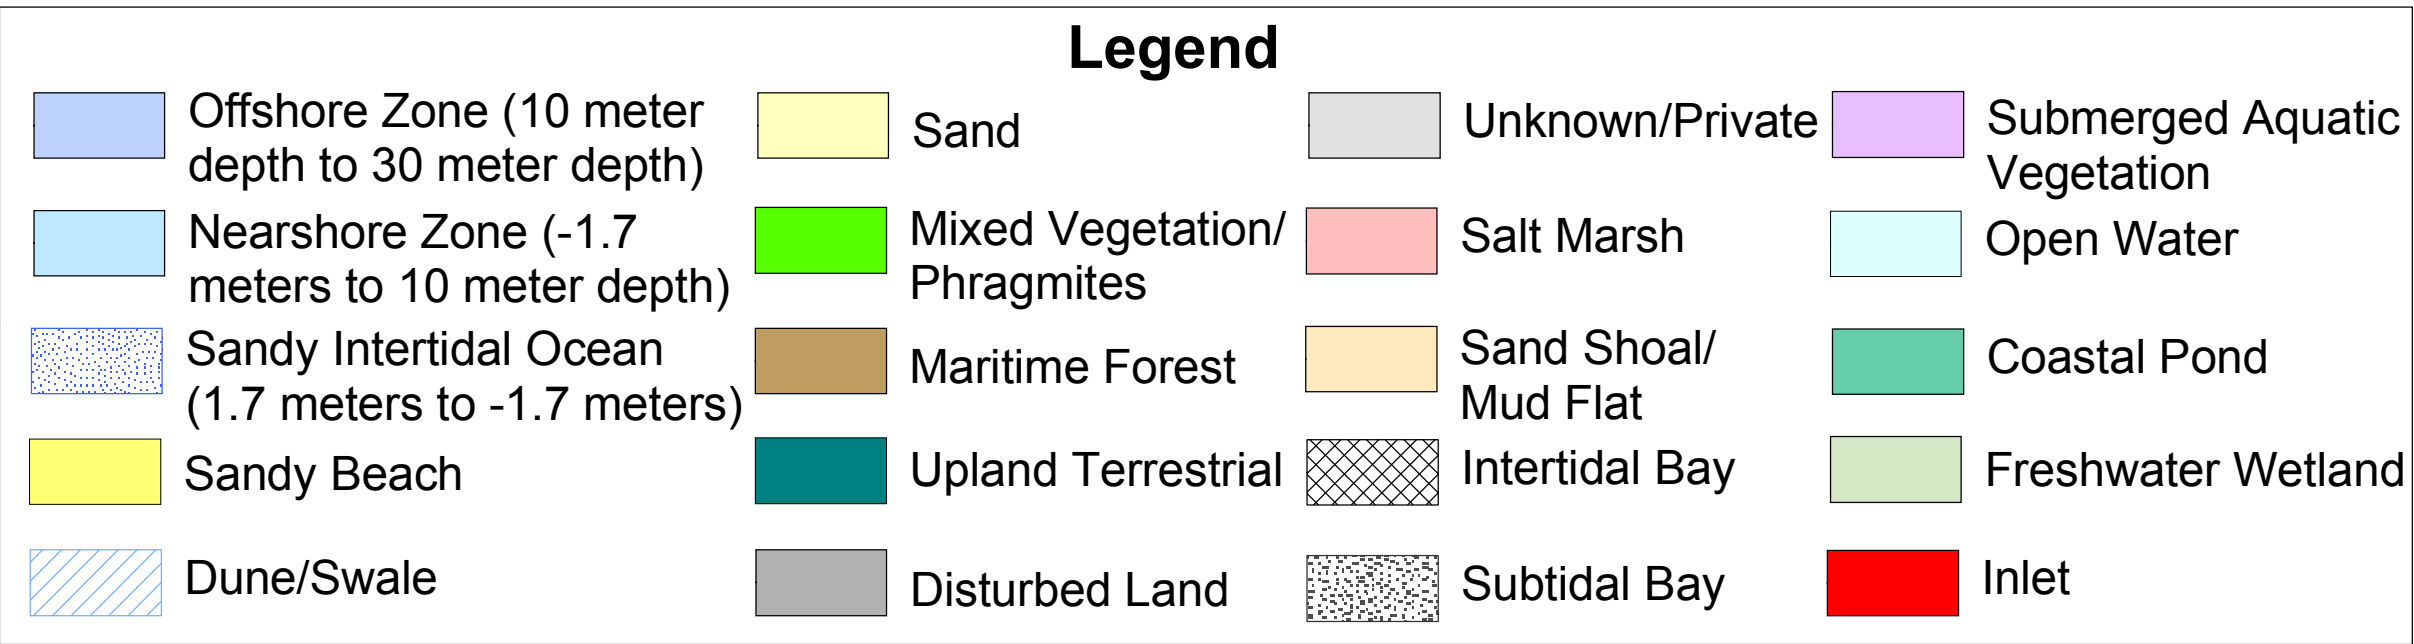 Legend
Offshore Zone (10 meter
depth to 30 meter depth)
Nearshore Zone (-1.7
meters to 10 meter depth)
Sandy Intertidal Ocean
(1.7 meters to -1.7 meters)
Sandy Beach
Dune/Swale
Sand
Mixed Vegetation/
Phragmites
Maritime Forest
Upland Terrestrial
Disturbed Land
Unknown/Private
Salt Marsh
Sand Shoal/
Mud Flat
Intertidal Bay
Subtidal Bay
Submerged Aquatic
Vegetation
Open Water
Coastal Pond
Freshwater Wetland
Inlet